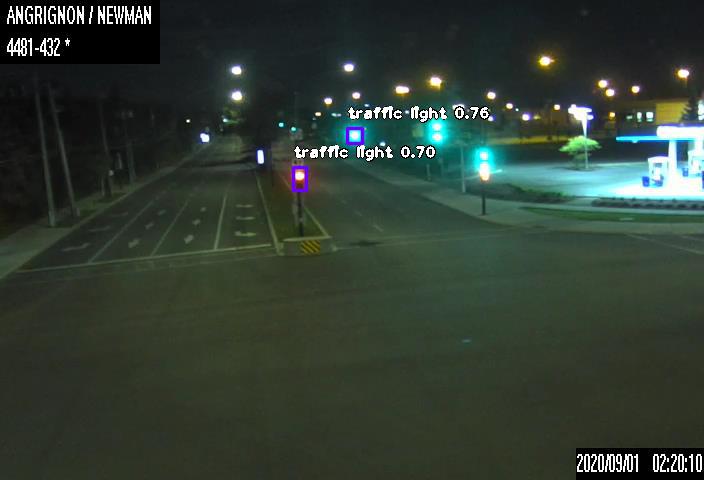 ANGRIGNON / NEWMAN
4481-432 *
traffic light 0.76
traffic light 0.70
2020/09/01 02:20:10